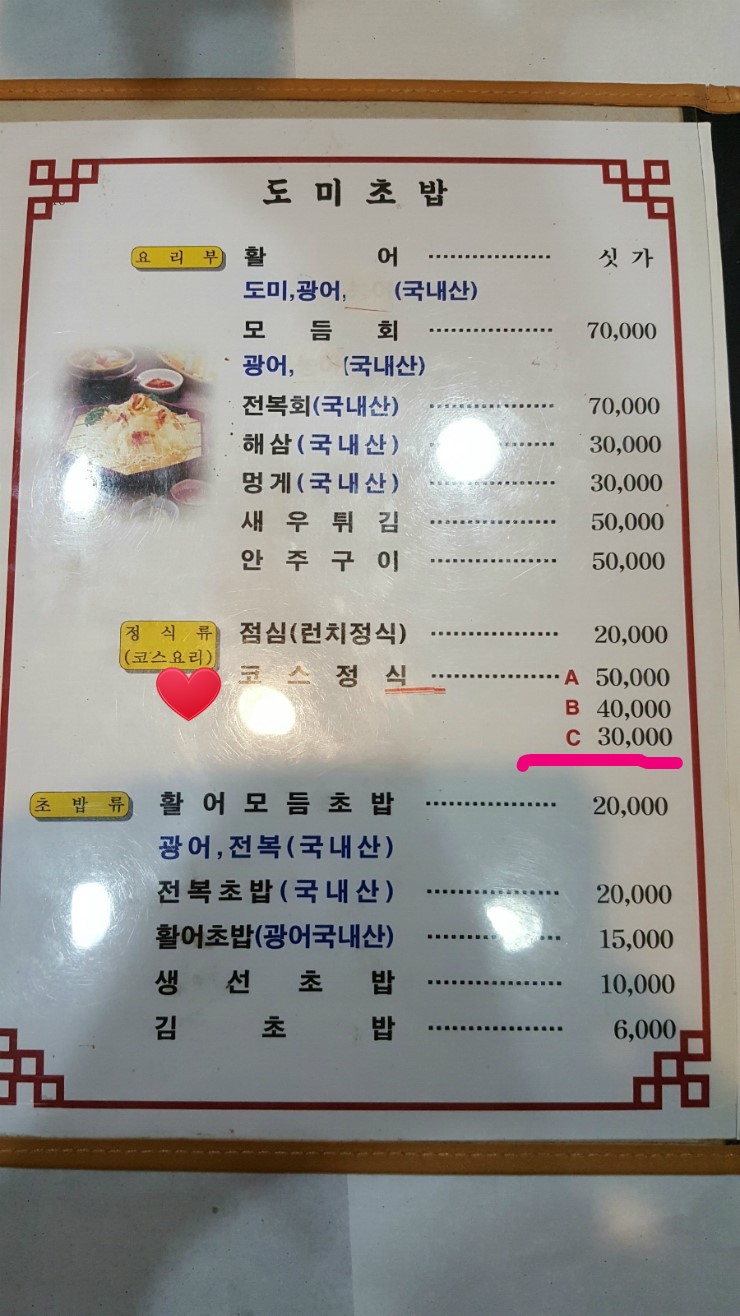 도미초밥
요리부 활어 ·················· 싯가
도미,광어, (국내산)
모듬회 ·················· 70,000
광어, (국내산)
전복회(국내산) ·················· 70,000
해삼(국내산) ·················· 30,000
멍게(국내산) ·················· 30,000
새우튀김 ·················· 50,000
안주구이 ·················· 50,000
정식류 점심(런치정식) ·················· 20,000
(코스요리)
코스정식 ·················· A 50,000
B 40,000
C 30,000
초밥류 활어모듬초밥 ·················· 20,000
광어,전복(국내산)
전복초밥(국내산) ·················· 20,000
활어초밥(광어국내산) ·················· 15,000
생선초밥 ·················· 10,000
김초밥 ·················· 6,000